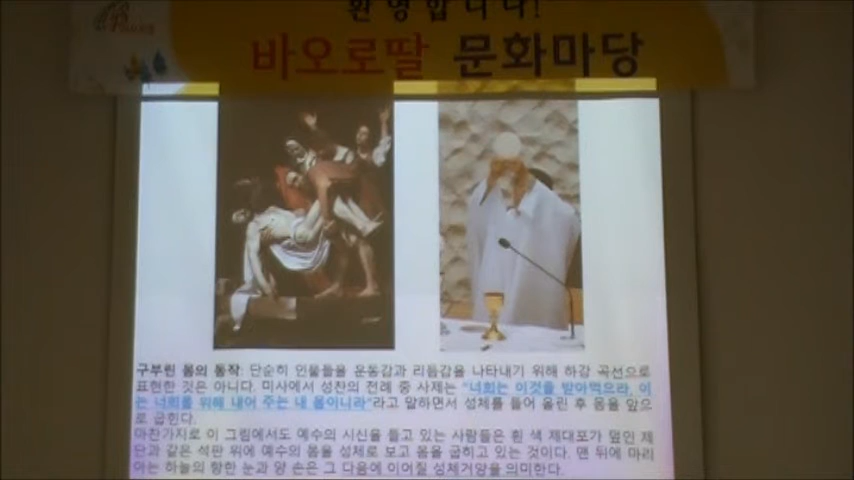 환영합니다!
바오로딸 문화마당
구부린 몸의 동작: 단순히 인물들을 운동감과 리듬감을 나타내기 위해 하강 곡선으로
표현한 것은 아니다. 미사에서 성찬의 전례 중 사제는 "너희는 이것을 받아먹으라, 이
는 너희를 위해 내어 주는 내 몸이니라"라고 말하면서 성체를 들어 올린 후 몸을 앞으
로 굽힌다.
마찬가지로 이 그림에서도 예수의 시신을 들고 있는 사람들은 흰 색 제대포가 덮인 제
단과 같은 석판 위에 예수의 몸을 성체로 보고 몸을 굽히고 있는 것이다. 맨 뒤에 마리
아는 하늘의 향한 눈과 양 손은 그 다음에 이어질 성체거양을 의미한다.